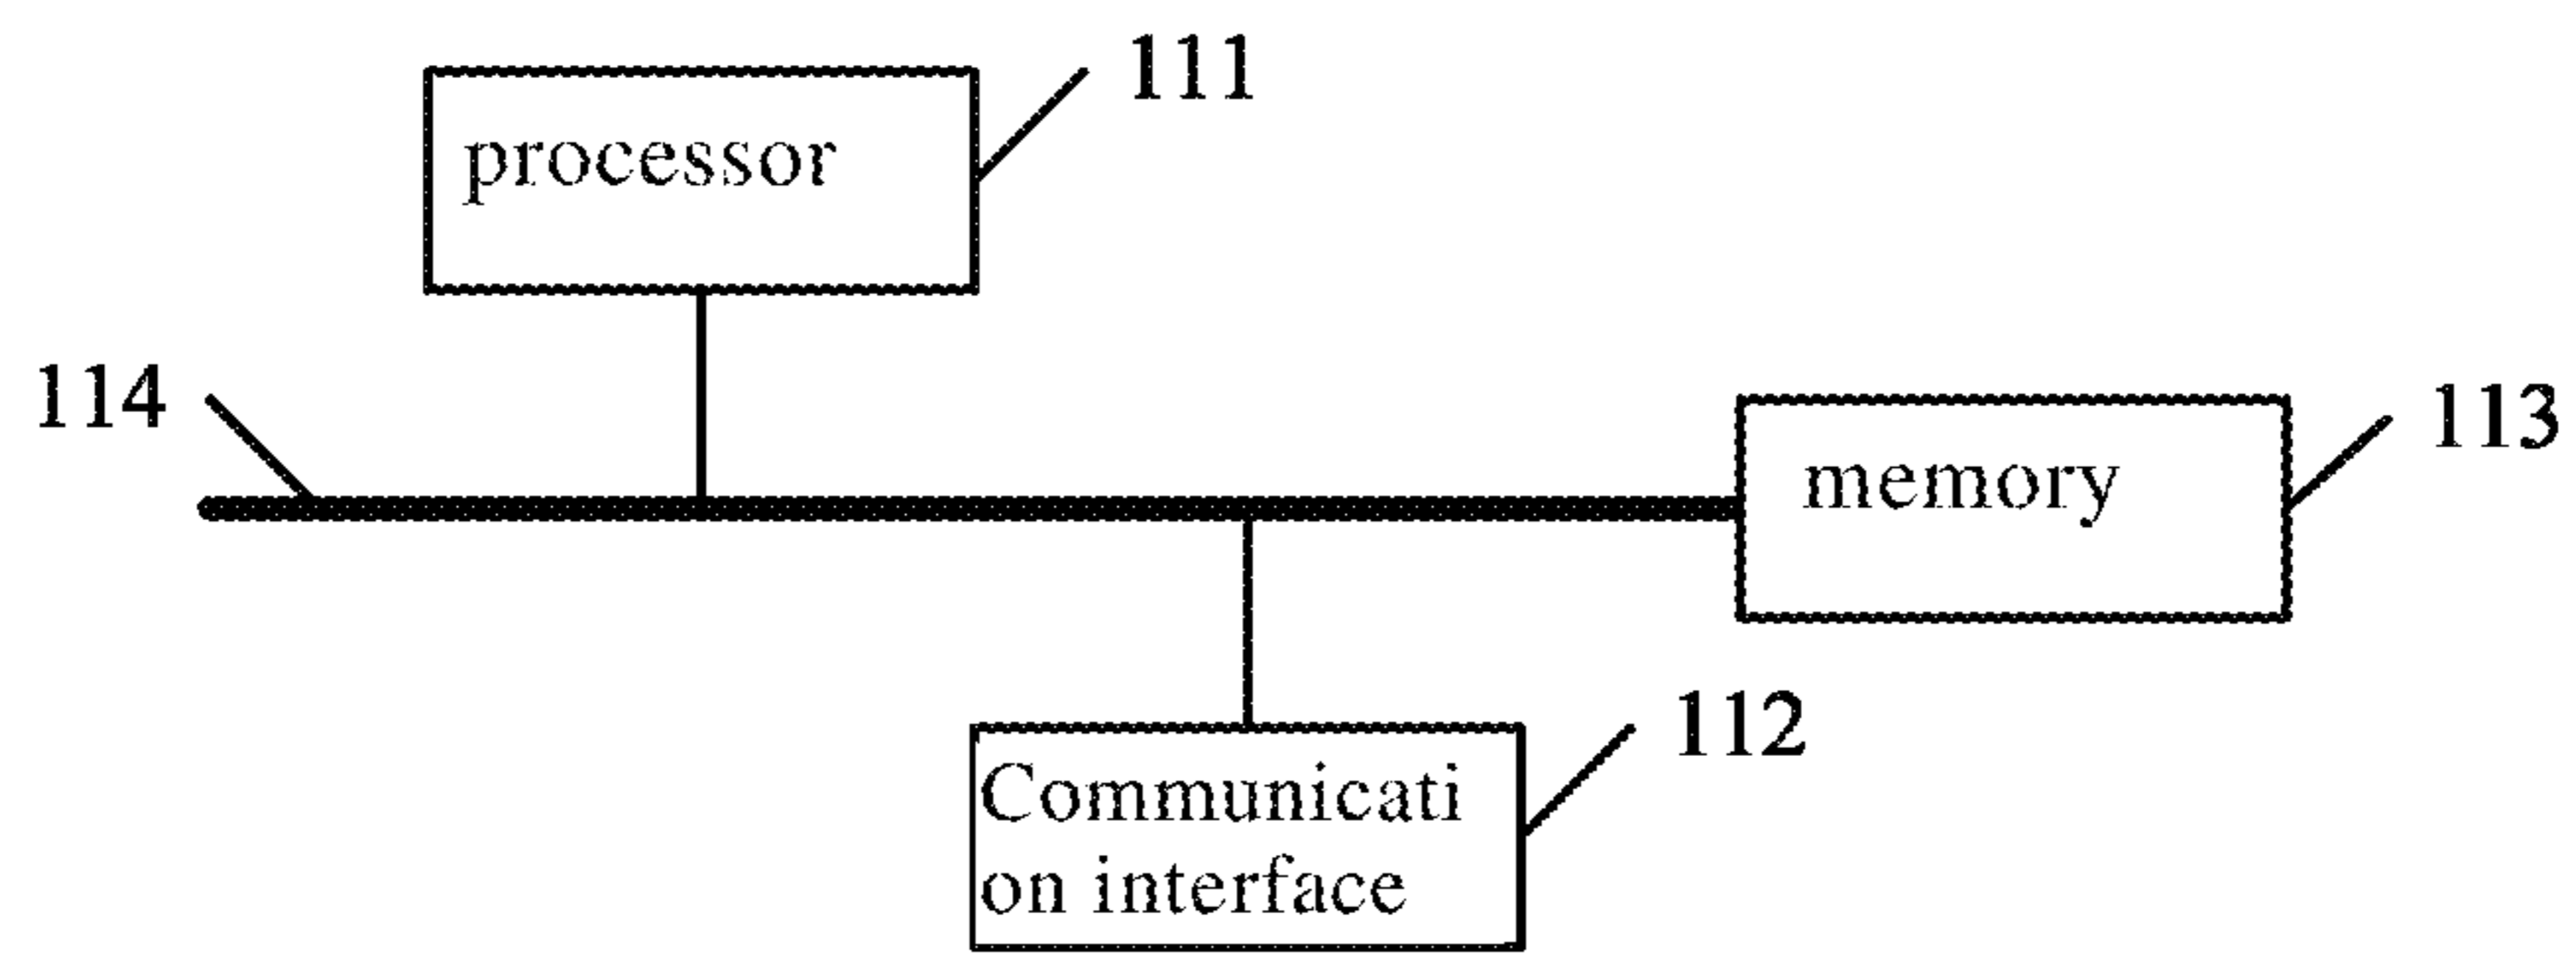 111
processor
114
113
memory
112
Communicati
on interface